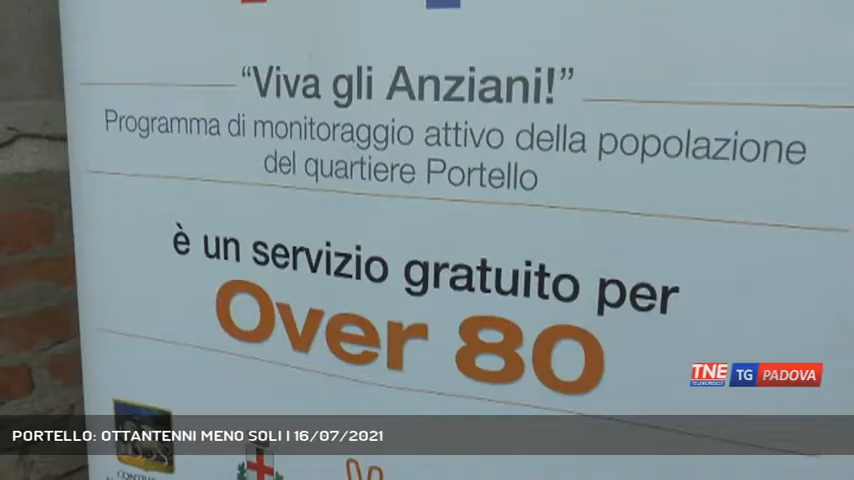 “Viva gli Anziani!”
Programma di monitoraggio attivo della popolazione
del quartiere Portello
è un servizio gratuito per
Over 80
TNE TG PADOVA
PORTELLO: OTTANTENNI MENO SOLI | 16/07/2021